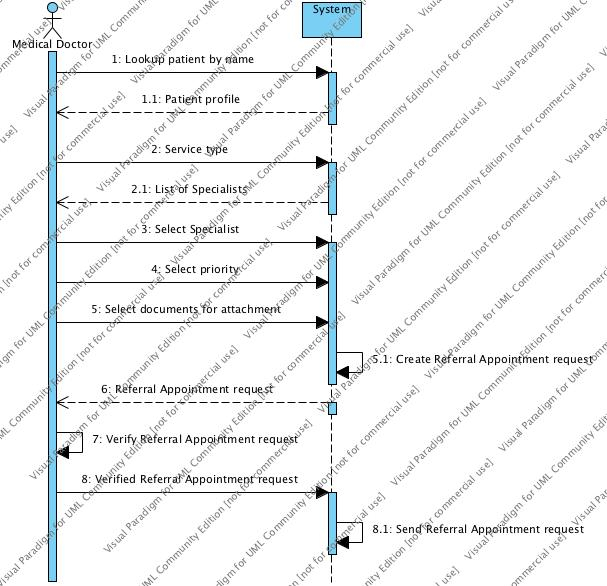 System
Medical Doctor
1: Lookup patient by name
1.1: Patient profile
2: Service type
2.1: List of Specialists
3: Select Specialist
4: Select priority
5: Select documents for attachment
5.1: Create Referral Appointment request
6: Referral Appointment request
7: Verify Referral Appointment request
8: Verified Referral Appointment request
8.1: Send Referral Appointment request
Visual Paradigm for UML Community Edition [not for commercial use]